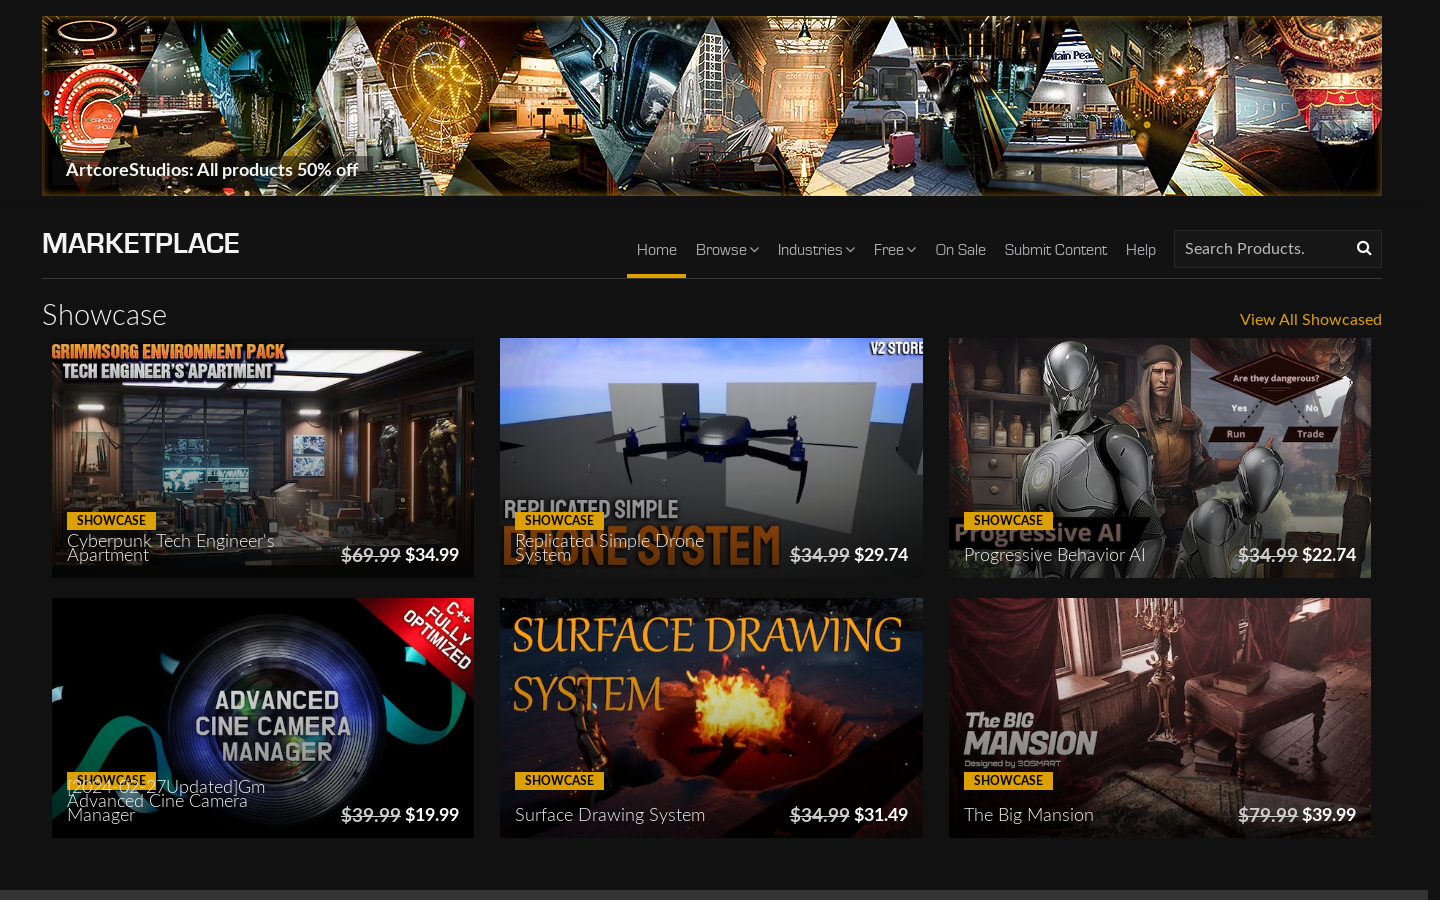 ArtcoreStudios: All products 50% off
MARKETPLACE
Home
Browse
Industries
Free
On Sale
Submit Content
Help
Search Products.
Showcase
View All Showcased
GRIMMSORG ENVIRONMENT PACK
TECH ENGINEER'S APARTMENT
SHOWCASE
Cyberpunk Tech Engineer's
Apartment
$69.99 $34.99
V2 STORE
REPLICATED SIMPLE
DRONE SYSTEM
SHOWCASE
Replicated Simple Drone
System
$34.99 $29.74
Are they dangerous?
Yes
No
Run
Trade
Progressive AI
SHOWCASE
Progressive Behavior AI
$34.99 $22.74
C++
FULLY
OPTIMIZED
ADVANCED
CINE CAMERA
MANAGER
SHOWCASE
[2024-02-27Updated]Gm
Advanced Cine Camera
Manager
$39.99 $19.99
SURFACE DRAWING
SYSTEM
SHOWCASE
Surface Drawing System
$34.99 $31.49
The BIG
MANSION
Designed by 3DSMART
SHOWCASE
The Big Mansion
$79.99 $39.99